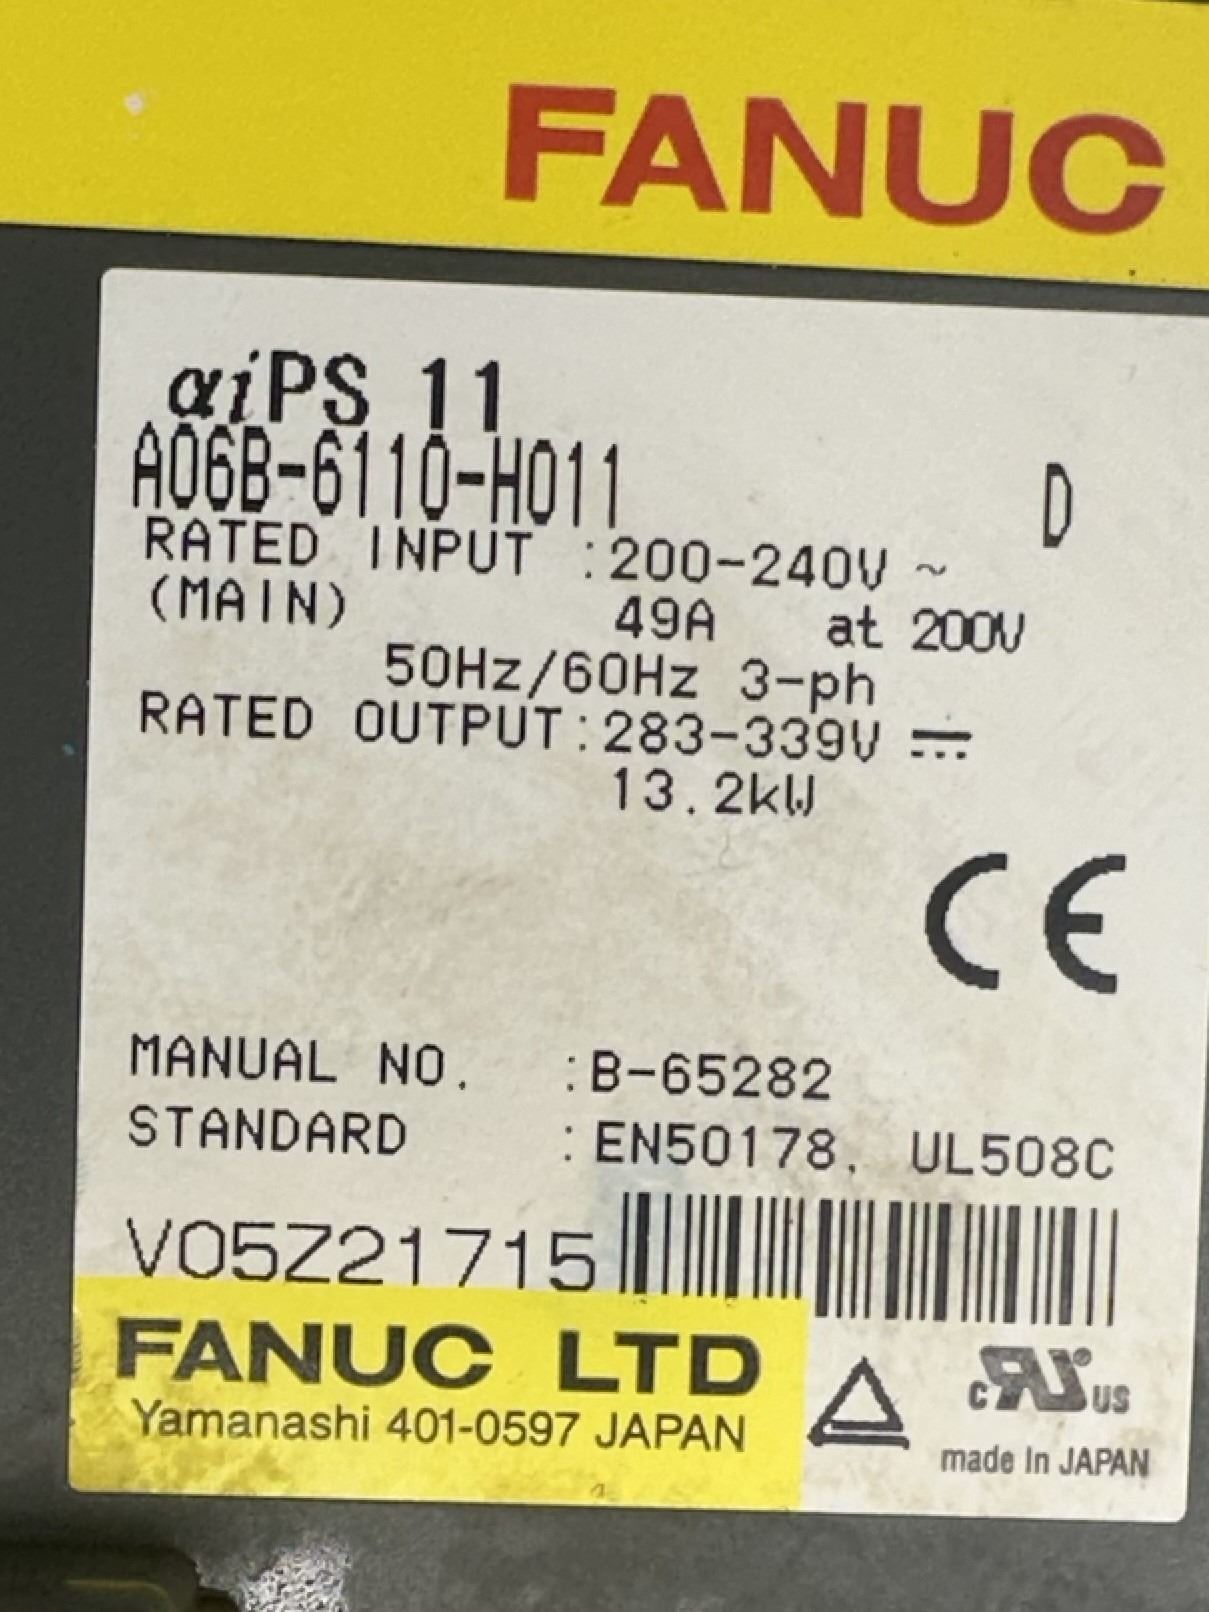 FANUC
αiPS 11
A06B-6110-H011 D
RATED INPUT :200-240V ~
(MAIN) 49A at 200V
50Hz/60Hz 3-ph
RATED OUTPUT:283-339V ⎓
13.2kW
CE
MANUAL NO. :B-65282
STANDARD :EN50178, UL508C
V05Z21715
FANUC LTD
Yamanashi 401-0597 JAPAN
c RU ® US
made In JAPAN